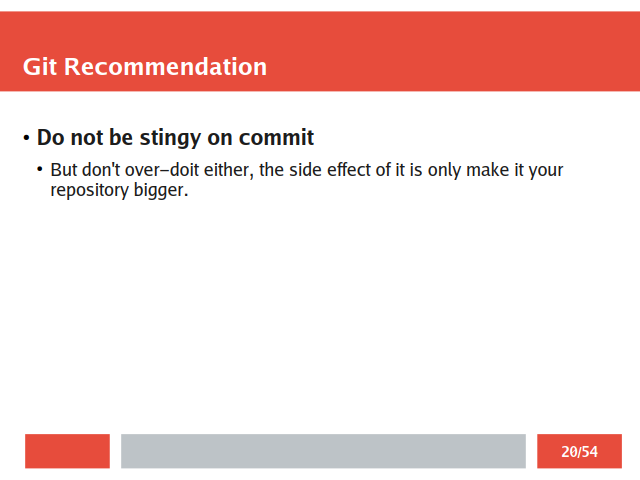 Git Recommendation
• Do not be stingy on commit
• But don't over–doit either, the side effect of it is only make it your
repository bigger.
20/54